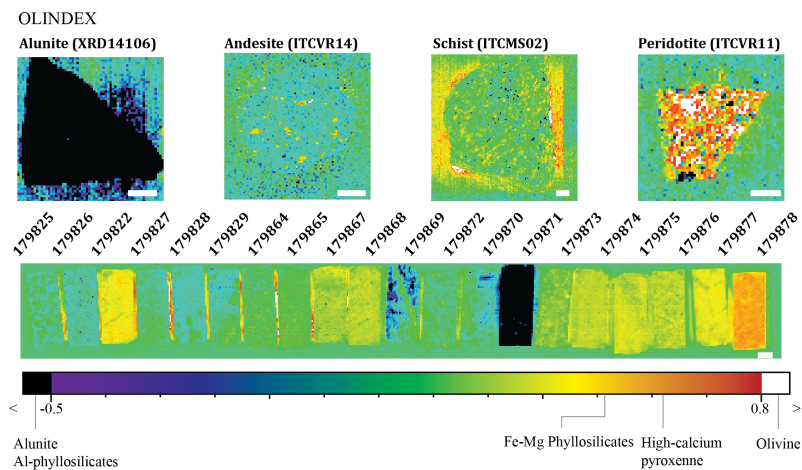 OLINDEX
Alunite (XRD14106) Andesite (ITCVR14) Schist (ITCMS02) Peridotite (ITCVR11)
179825 179826 179822 179827 179828 179829 179864 179865 179867 179868 179869 179872 179870 179871 179873 179874 179875 179876 179877 179878
< -0.5 0.8 >
Alunite Fe-Mg Phyllosilicates High-calcium Olivine
Al-phyllosilicates pyroxenne